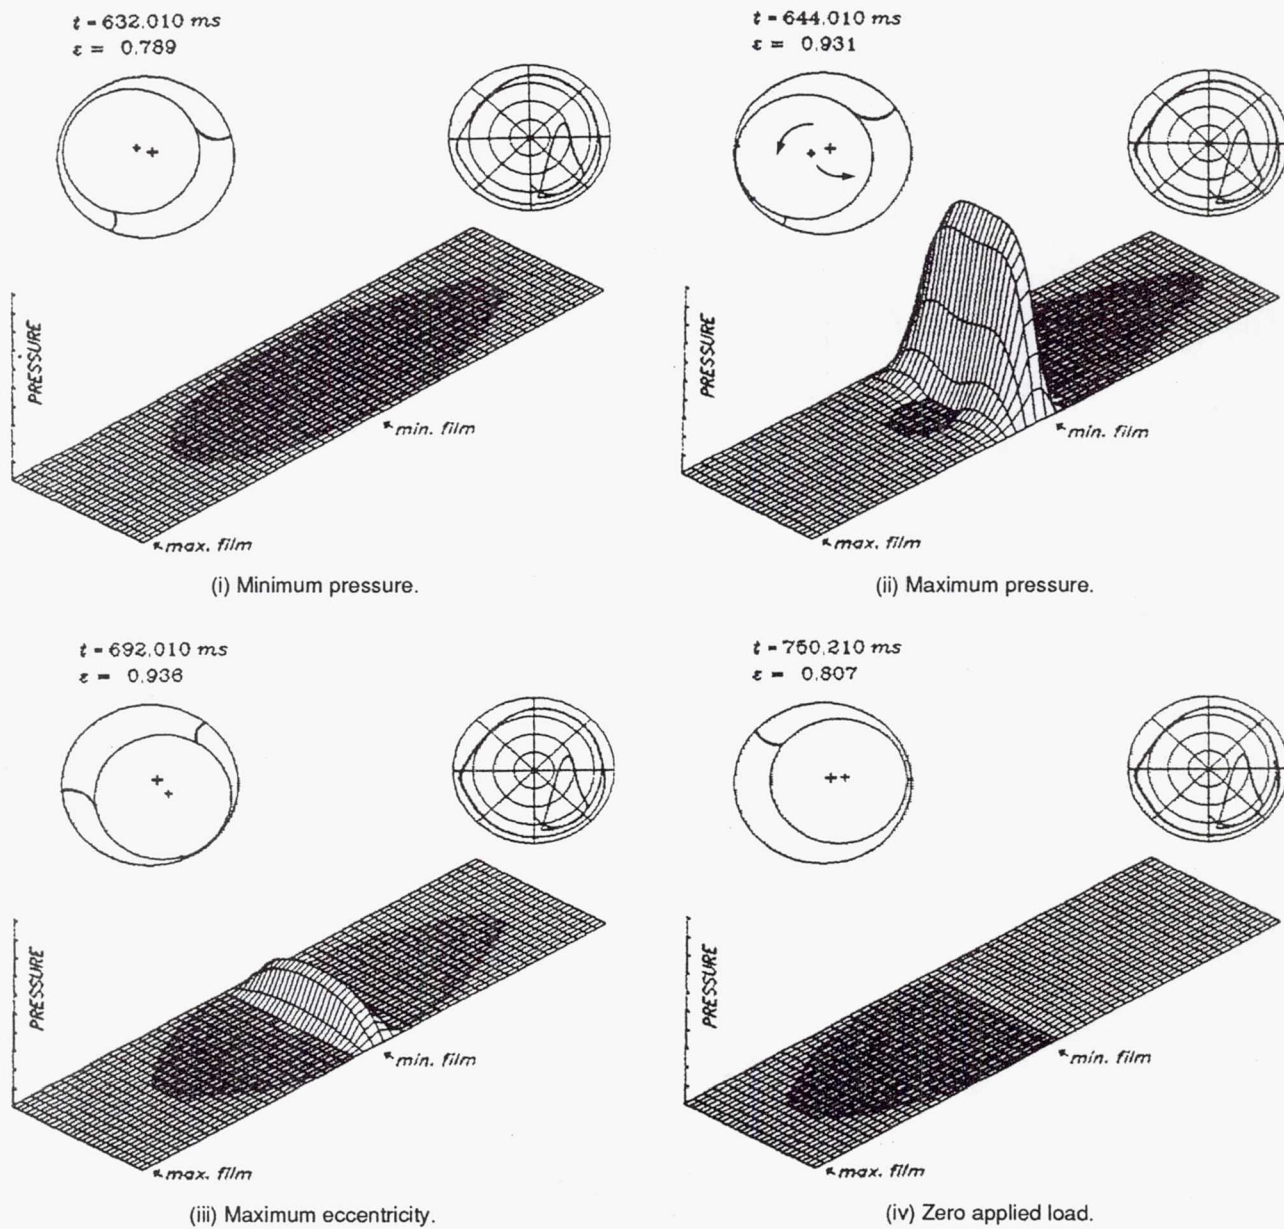 t = 632.010 ms
ε = 0.789
PRESSURE
min. film
max. film
(i) Minimum pressure.
t = 644.010 ms
ε = 0.931
PRESSURE
min. film
max. film
(ii) Maximum pressure.
t = 692.010 ms
ε = 0.936
PRESSURE
min. film
max. film
(iii) Maximum eccentricity.
t = 750.210 ms
ε = 0.807
PRESSURE
min. film
max. film
(iv) Zero applied load.